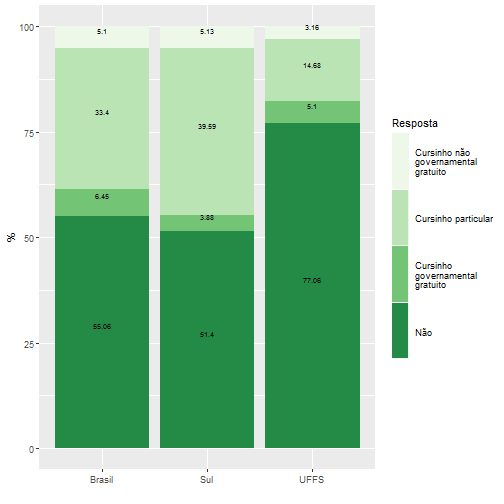 100
75
50
25
0
%
5.1
5.13
3.16
33.4
39.59
14.68
6.45
3.88
5.1
55.06
51.4
77.06
Brasil
Sul
UFFS
Resposta
Cursinho não
governamental
gratuito
Cursinho particular
Cursinho
governamental
gratuito
Não